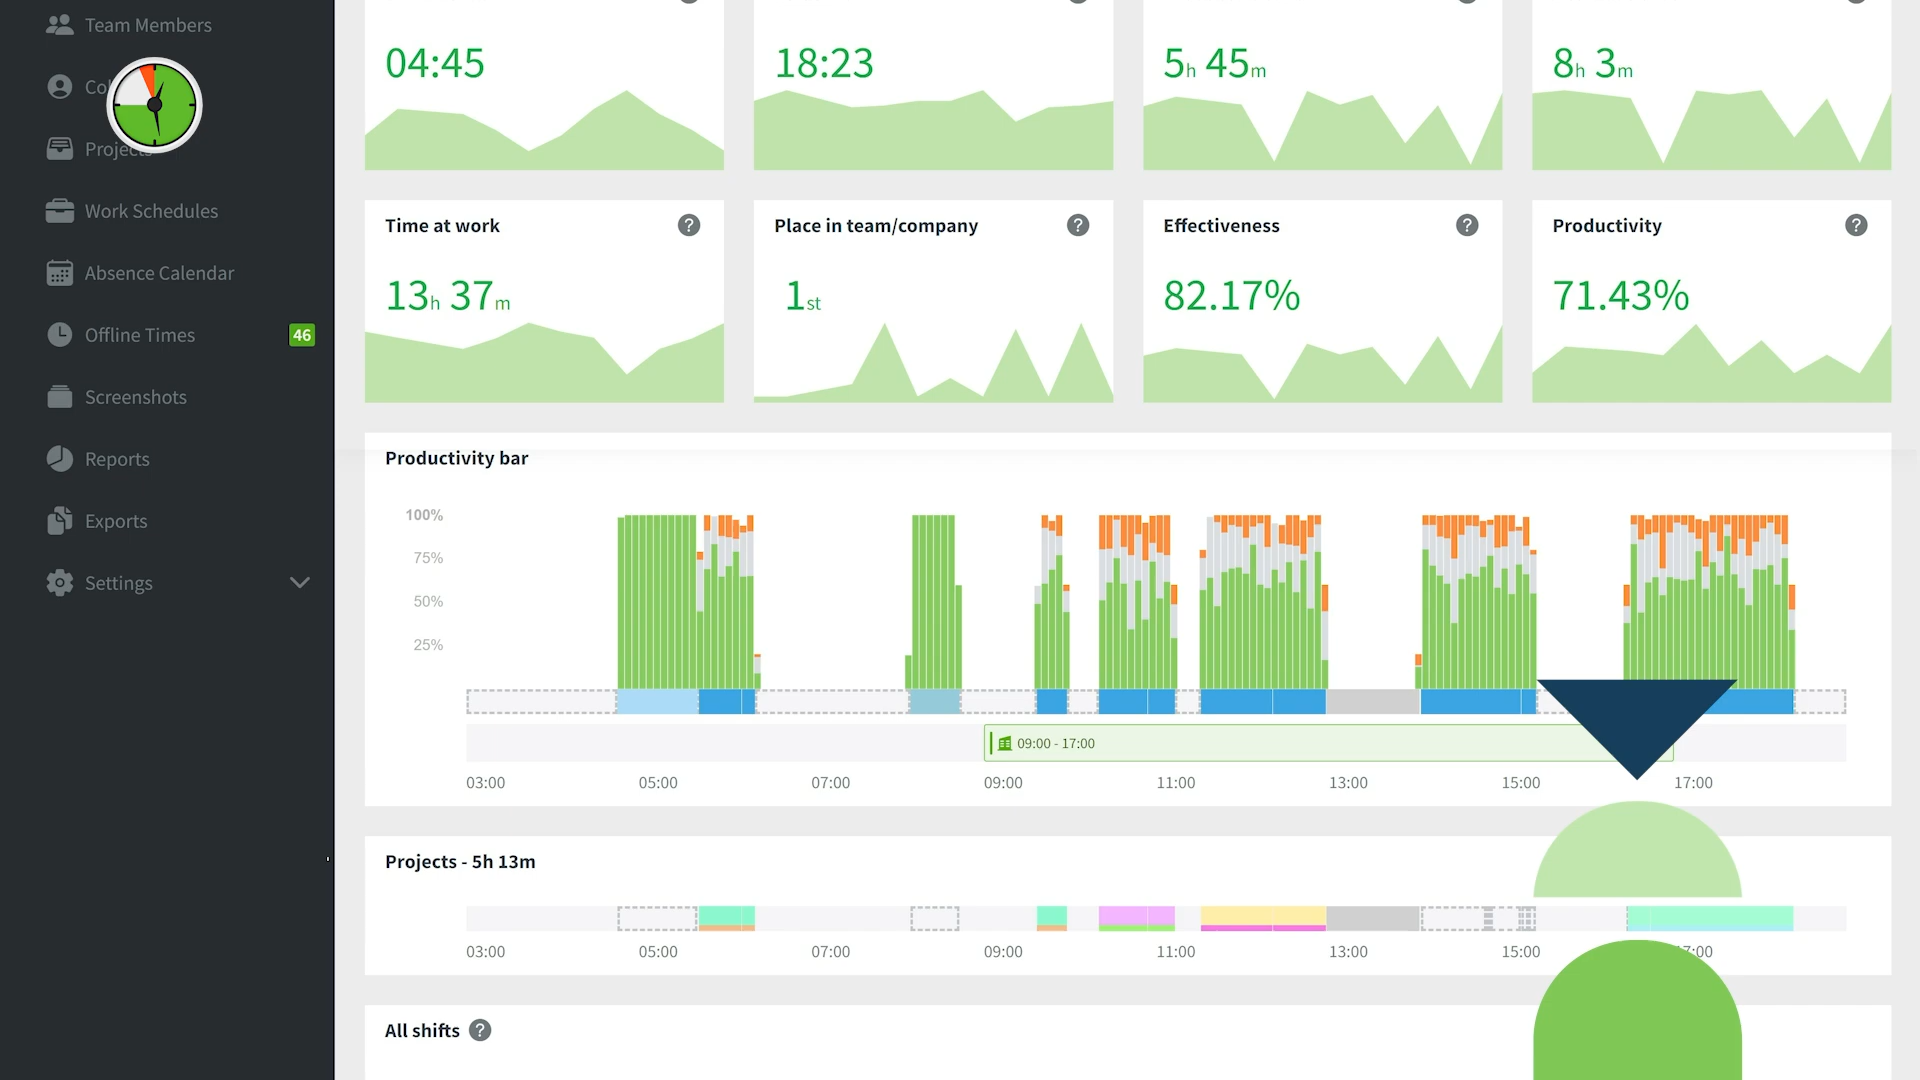 Team Members
Co
Projects
Work Schedules
Absence Calendar
Offline Times
46
Screenshots
Reports
Exports
Settings
04:45
18:23
5h 45m
8h 3m
Time at work
13h 37m
Place in team/company
1st
Effectiveness
82.17%
Productivity
71.43%
Productivity bar
100%
75%
50%
25%
09:00 - 17:00
03:00 05:00 07:00 09:00 11:00 13:00 15:00 17:00
Projects - 5h 13m
03:00 05:00 07:00 09:00 11:00 13:00 15:00 7:00
All shifts